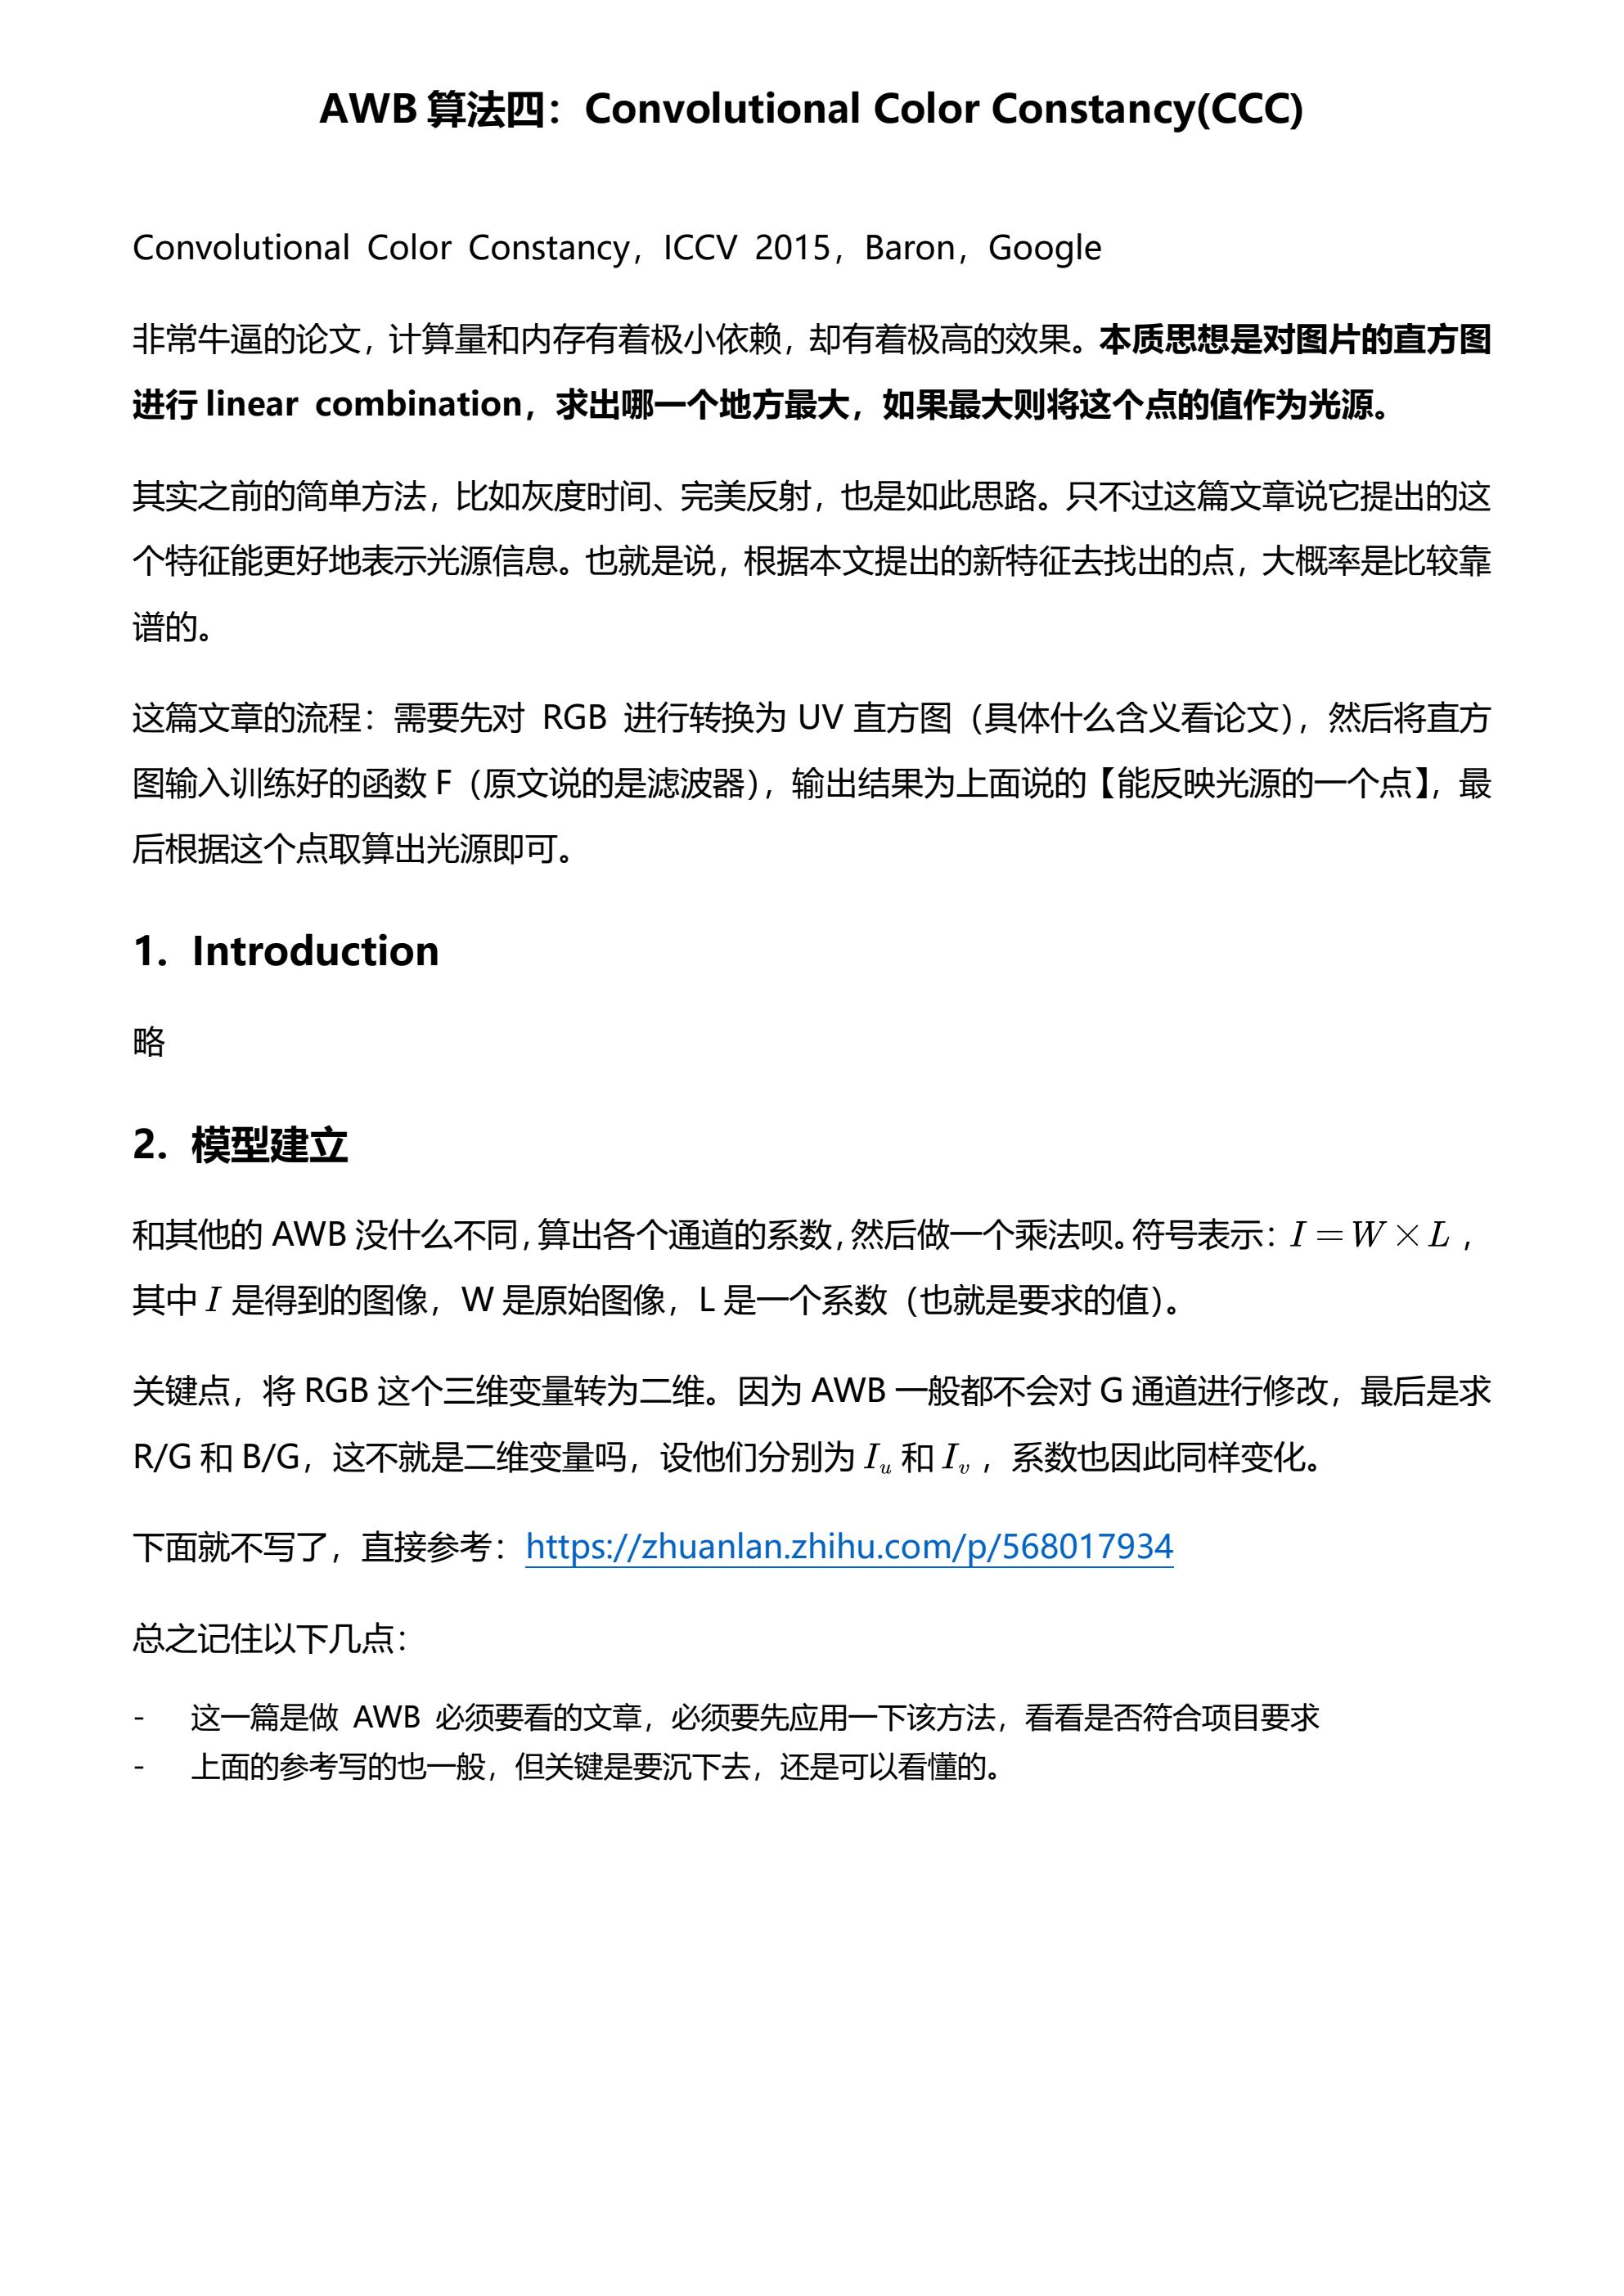 AWB 算法四：Convolutional Color Constancy(CCC)
Convolutional Color Constancy，ICCV 2015，Baron，Google
非常牛逼的论文，计算量和内存有着极小依赖，却有着极高的效果。本质思想是对图片的直方图
进行 linear combination，求出哪一个地方最大，如果最大则将这个点的值作为光源。
其实之前的简单方法，比如灰度时间、完美反射，也是如此思路。只不过这篇文章说它提出的这
个特征能更好地表示光源信息。也就是说，根据本文提出的新特征去找出的点，大概率是比较靠
谱的。
这篇文章的流程：需要先对 RGB 进行转换为 UV 直方图（具体什么含义看论文），然后将直方
图输入训练好的函数 F（原文说的是滤波器），输出结果为上面说的【能反映光源的一个点】，最
后根据这个点取算出光源即可。
1. Introduction
略
2. 模型建立
和其他的 AWB 没什么不同，算出各个通道的系数，然后做一个乘法呗。符号表示：I = W × L，
其中 I 是得到的图像，W 是原始图像，L 是一个系数（也就是要求的值）。
关键点，将 RGB 这个三维变量转为二维。因为 AWB 一般都不会对 G 通道进行修改，最后是求
R/G 和 B/G，这不就是二维变量吗，设他们分别为 I_u 和 I_v，系数也因此同样变化。
下面就不写了，直接参考：https://zhuanlan.zhihu.com/p/568017934
总之记住以下几点：
- 这一篇是做 AWB 必须要看的文章，必须要先应用一下该方法，看看是否符合项目要求
- 上面的参考写的也一般，但关键是要沉下去，还是可以看懂的。